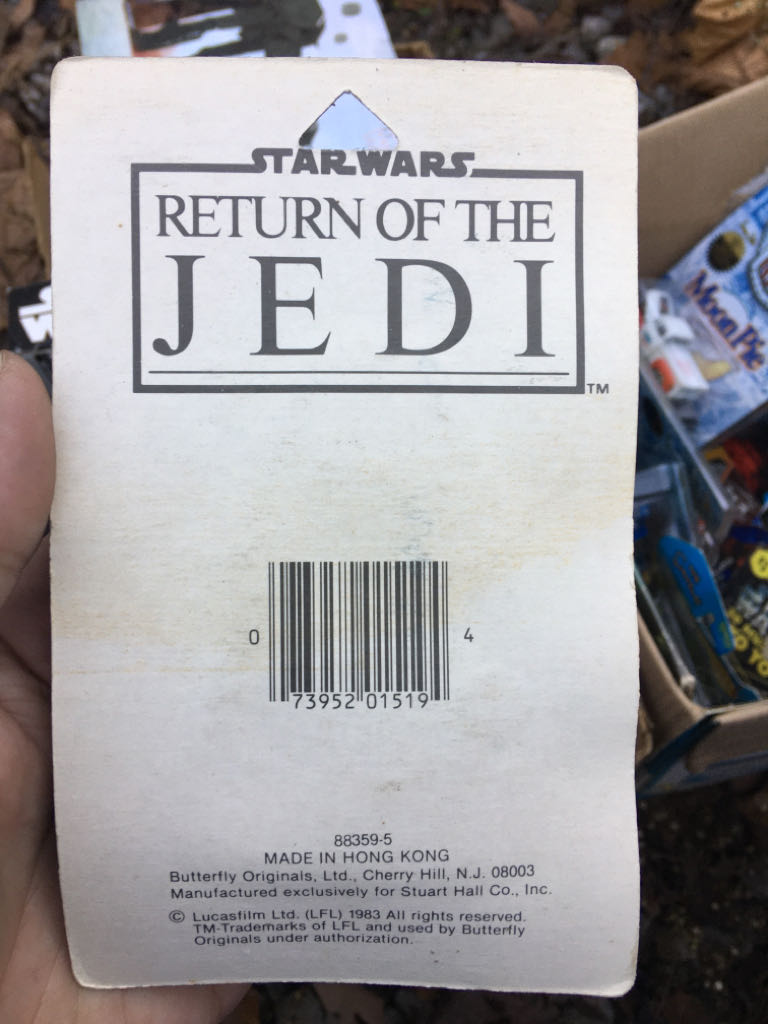 STAR WARS
RETURN OF THE
JEDI
TM
0 73952 01519 4
88359-5
MADE IN HONG KONG
Butterfly Originals, Ltd., Cherry Hill, N.J. 08003
Manufactured exclusively for Stuart Hall Co., Inc.
© Lucasfilm Ltd. (LFL) 1983 All rights reserved.
TM-Trademarks of LFL and used by Butterfly
Originals under authorization.
MoonPie